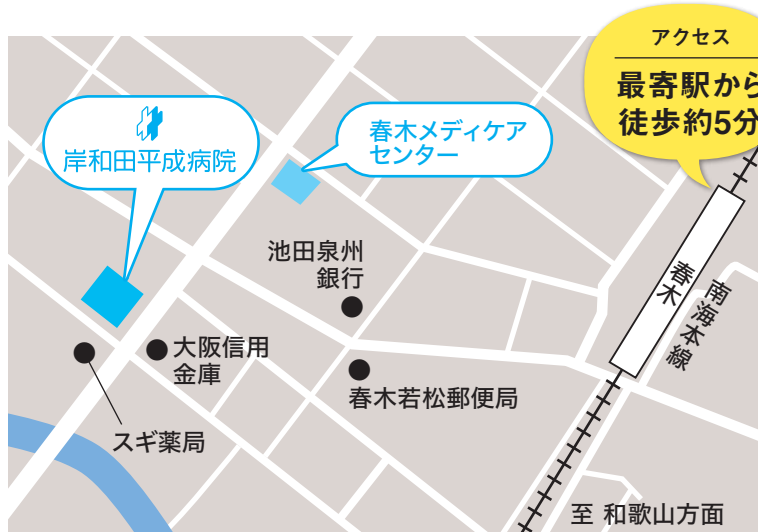 アクセス
最寄駅から
徒歩約5分
岸和田平成病院
春木メディケア
センター
池田泉州
銀行
春木
南海本線
大阪信用
金庫
春木若松郵便局
スギ薬局
至 和歌山方面